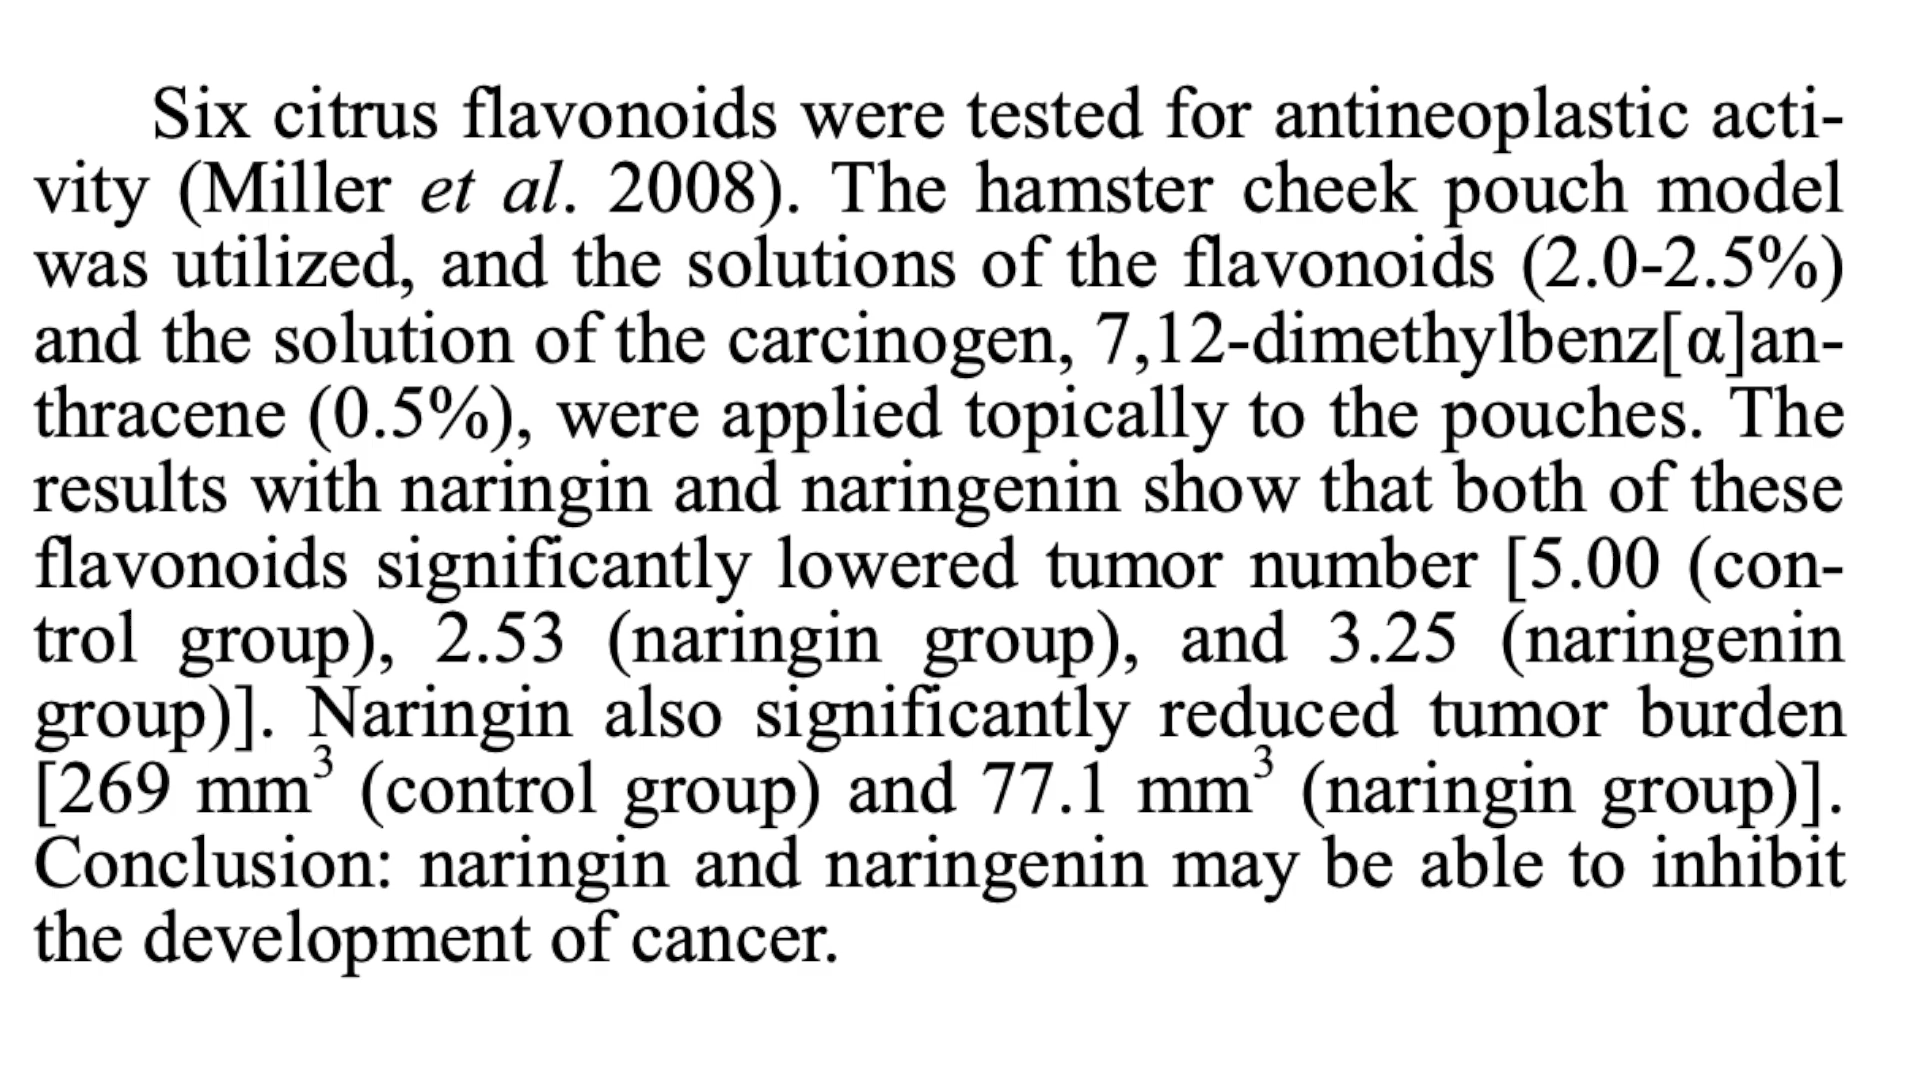 Six citrus flavonoids were tested for antineoplastic acti-
vity (Miller et al. 2008). The hamster cheek pouch model
was utilized, and the solutions of the flavonoids (2.0-2.5%)
and the solution of the carcinogen, 7,12-dimethylbenz[α]an-
thracene (0.5%), were applied topically to the pouches. The
results with naringin and naringenin show that both of these
flavonoids significantly lowered tumor number [5.00 (con-
trol group), 2.53 (naringin group), and 3.25 (naringenin
group)]. Naringin also significantly reduced tumor burden
[269 mm³ (control group) and 77.1 mm³ (naringin group)].
Conclusion: naringin and naringenin may be able to inhibit
the development of cancer.